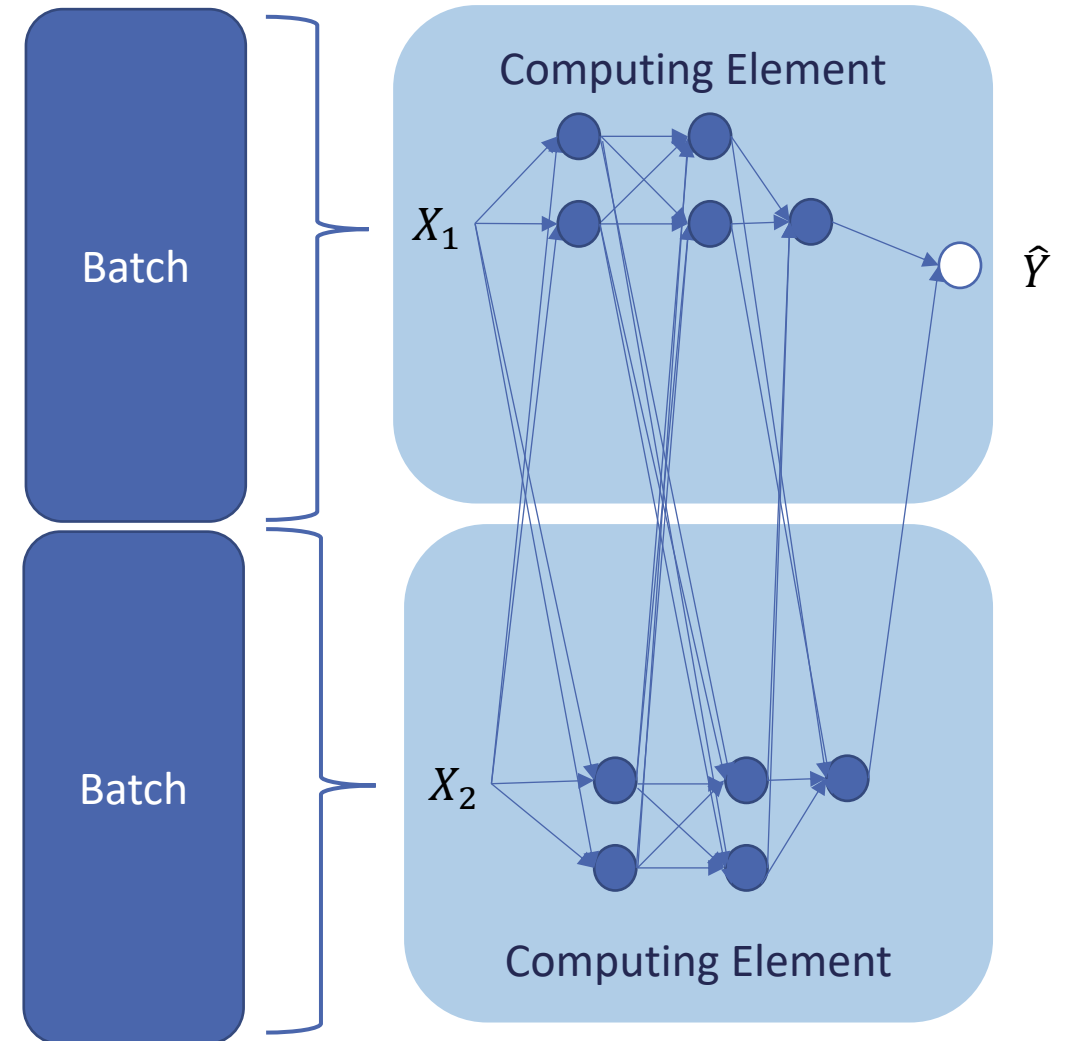 Computing Element
Batch
X₁
Ŷ
Batch
X₂
Computing Element